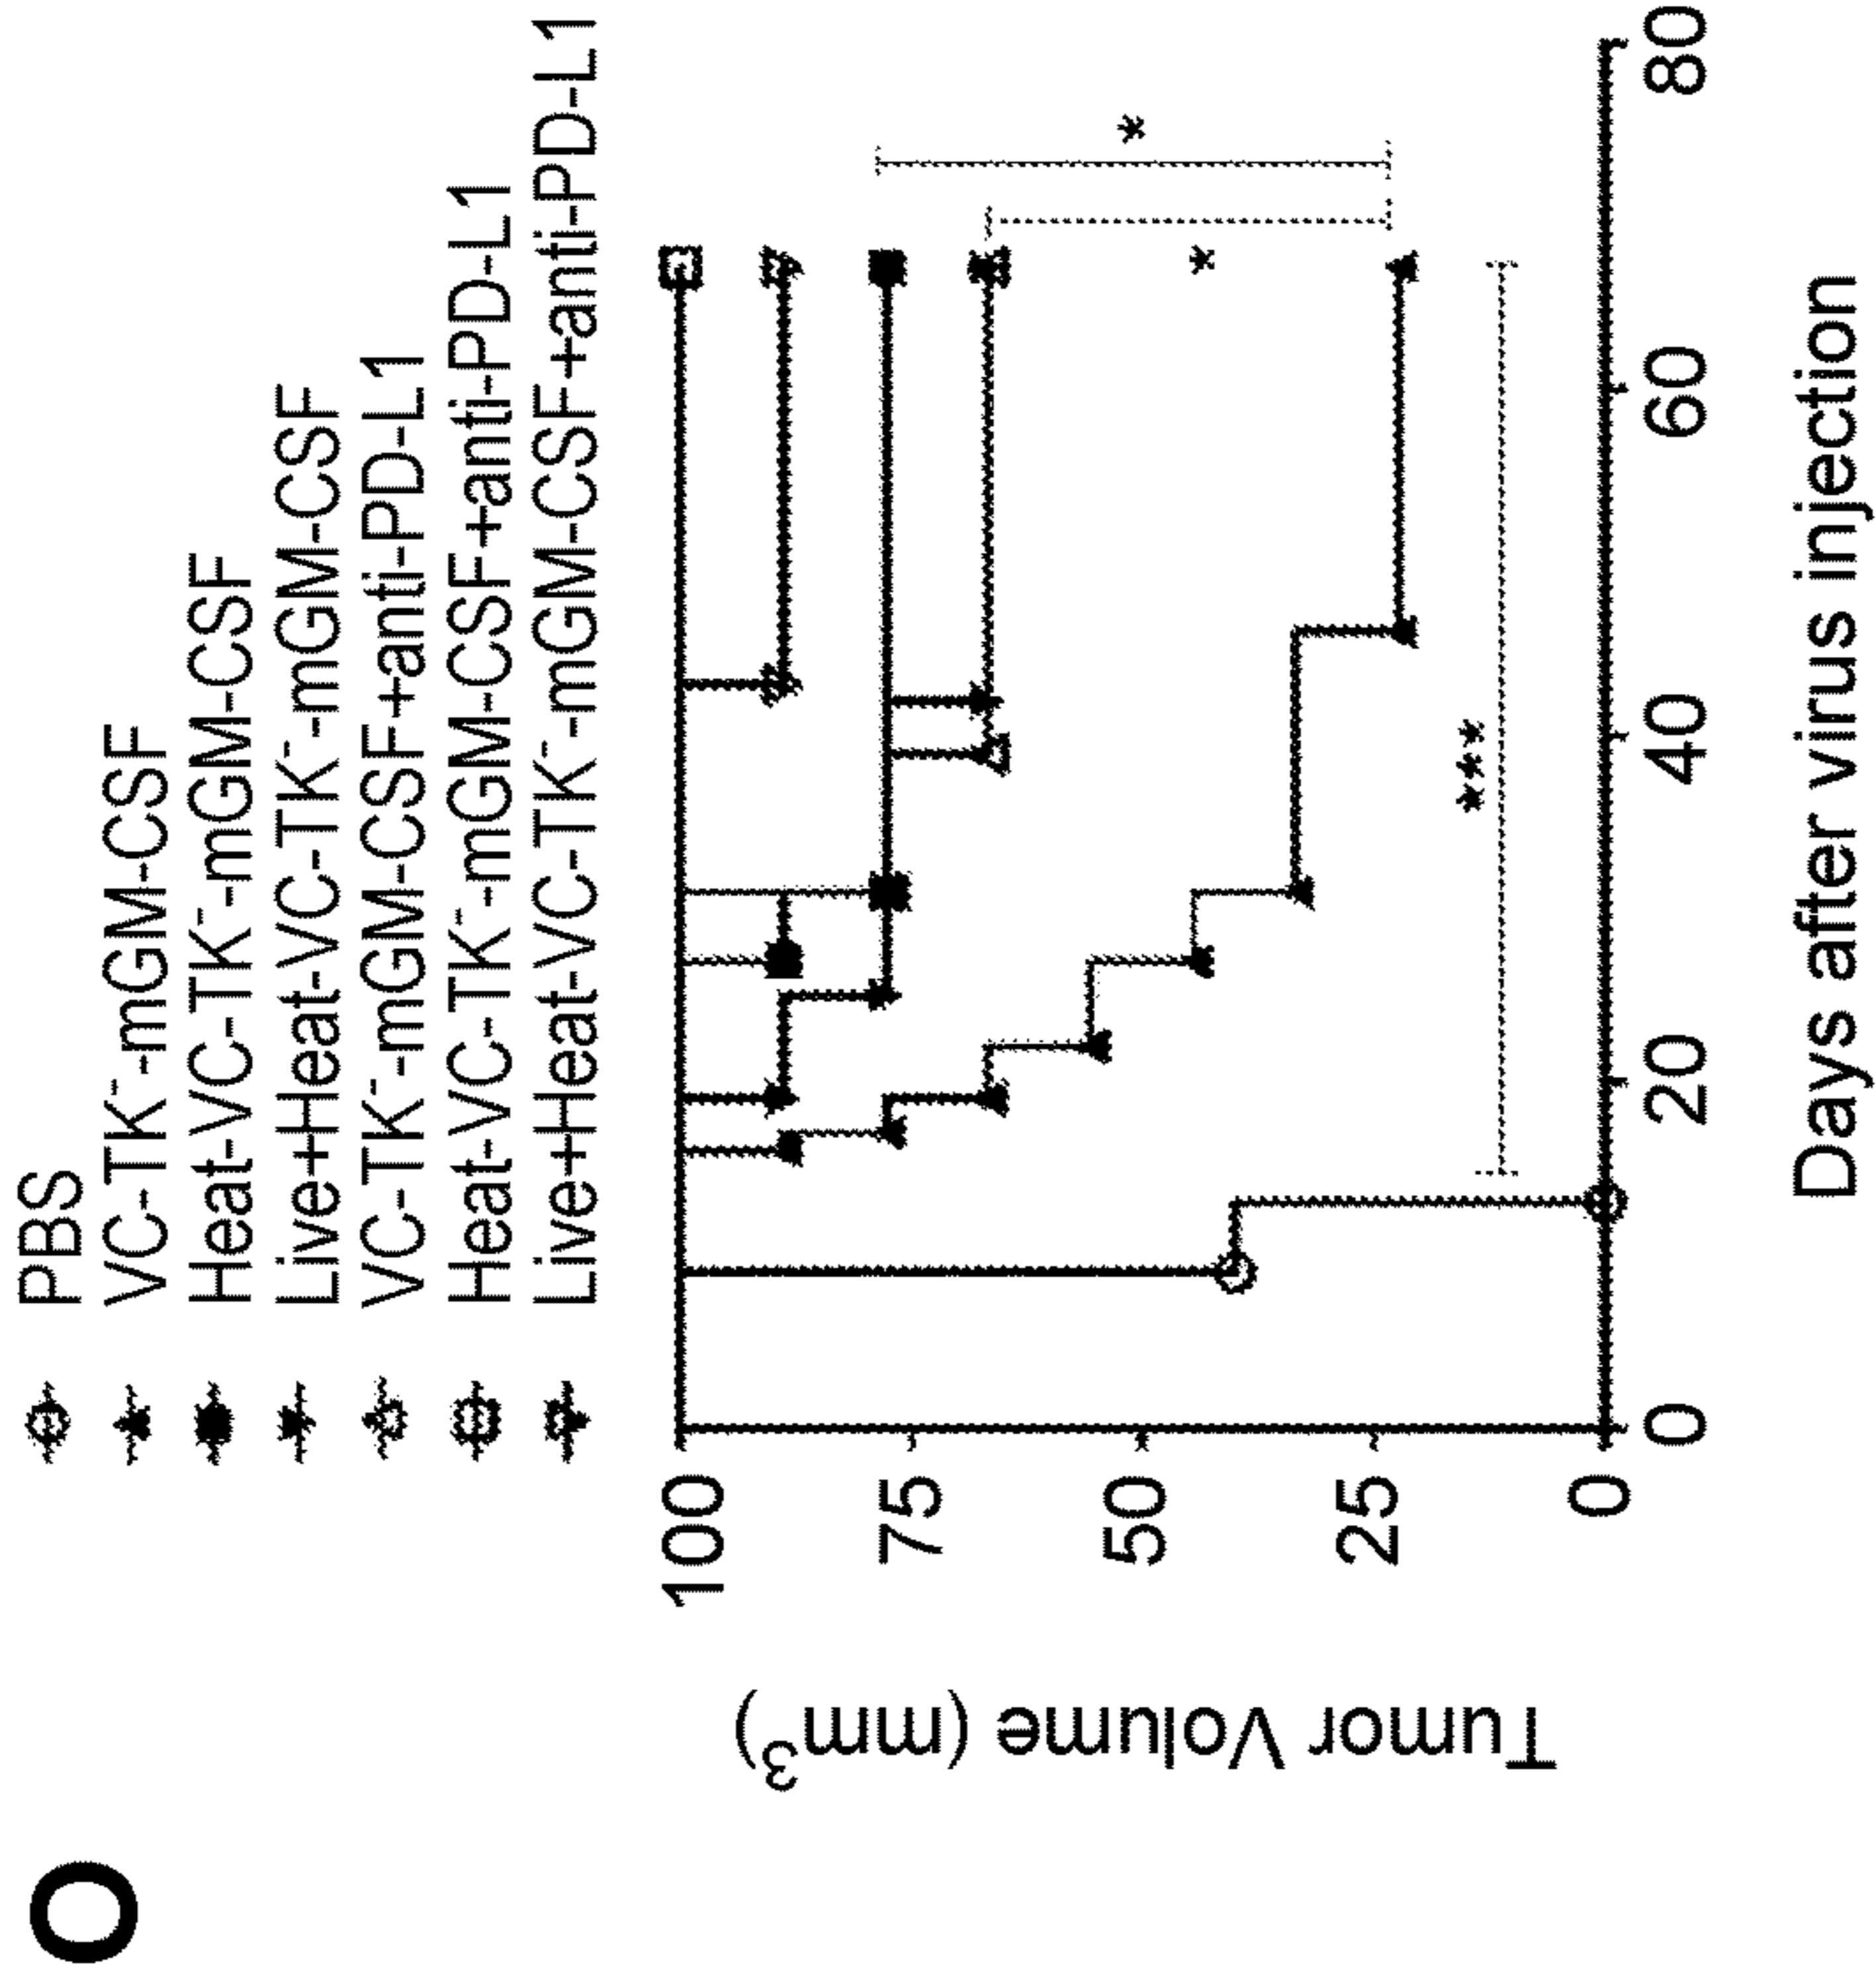 O
PBS
VC-TK⁻-mGM-CSF
Heat-VC-TK⁻-mGM-CSF
Live+Heat-VC-TK⁻-mGM-CSF
VC-TK⁻-mGM-CSF+anti-PD-L1
Heat-VC-TK⁻-mGM-CSF+anti-PD-L1
Live+Heat-VC-TK⁻-mGM-CSF+anti-PD-L1
Tumor Volume (mm³)
100
75
50
25
0
*
*
***
0 20 40 60 80
Days after virus injection